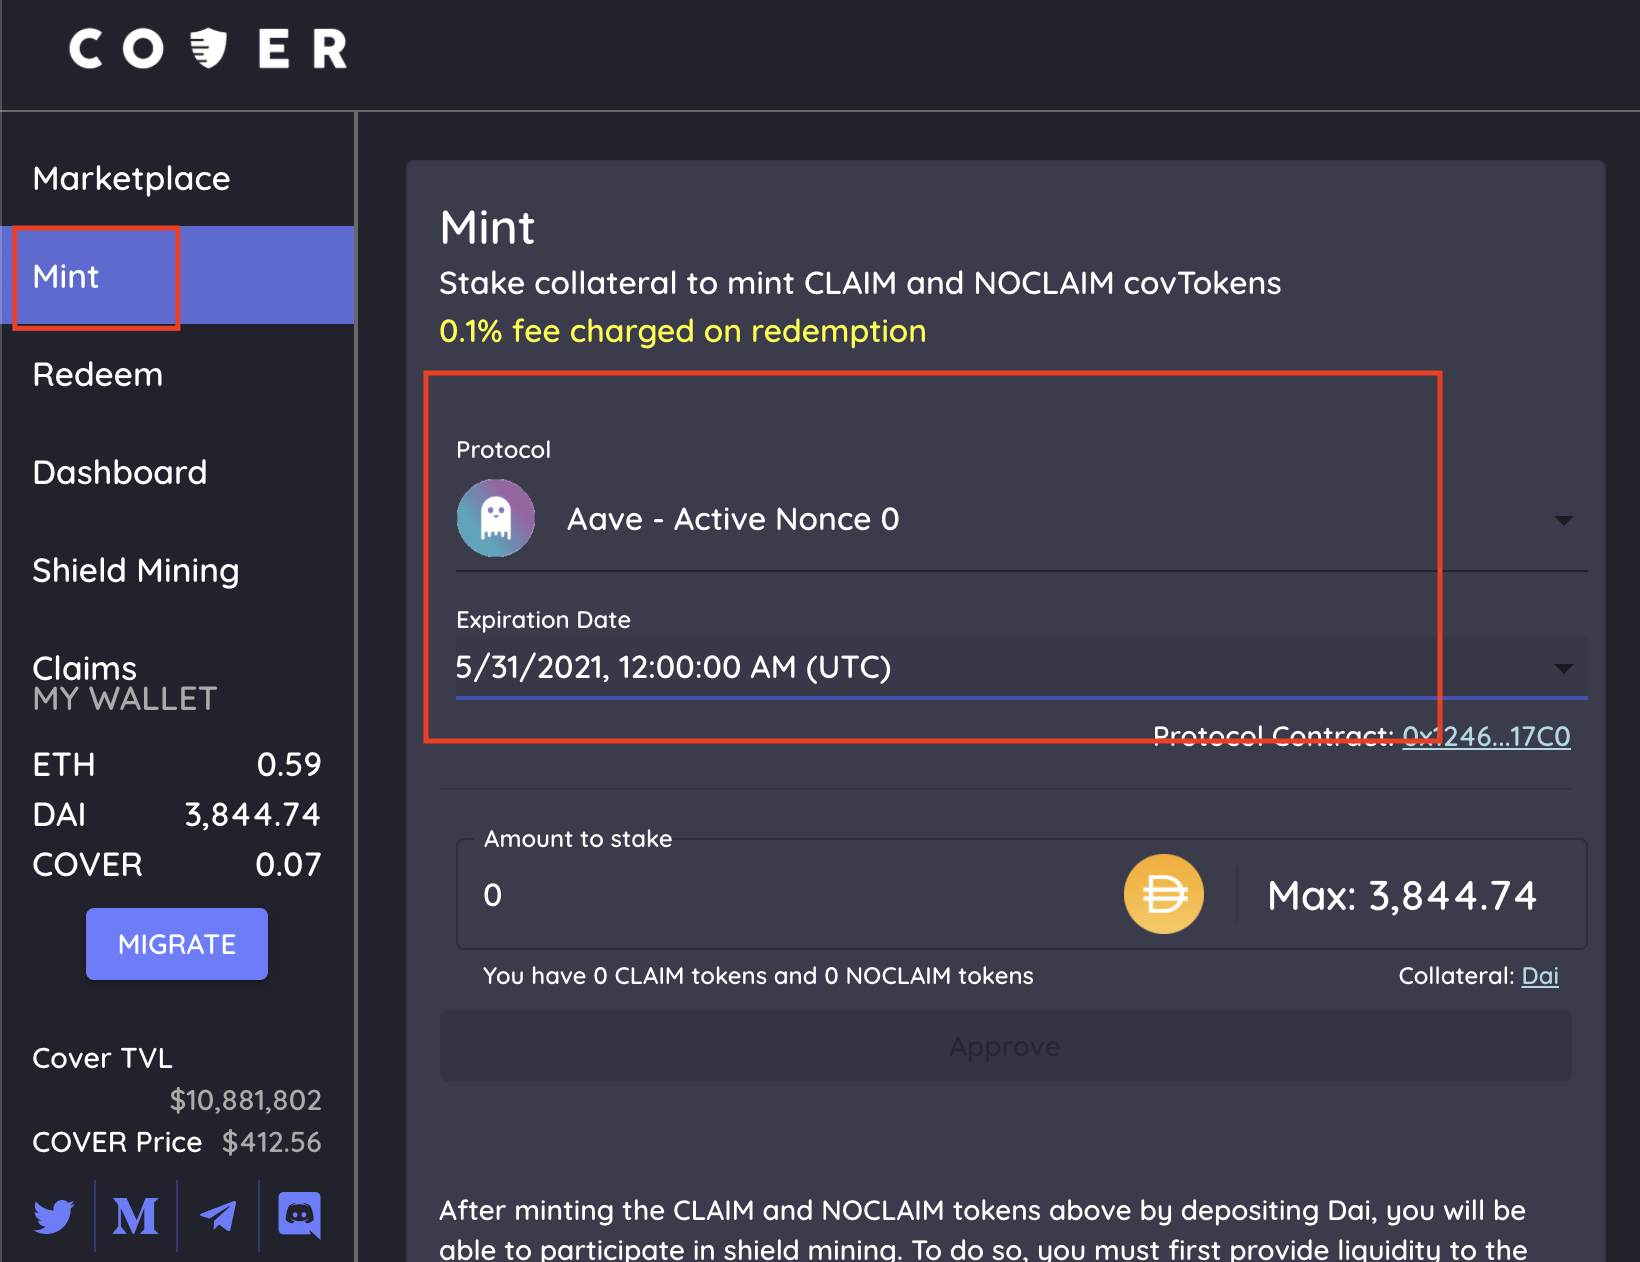 COVER
Marketplace
Mint
Redeem
Dashboard
Shield Mining
Claims
MY WALLET
ETH 0.59
DAI 3,844.74
COVER 0.07
MIGRATE
Cover TVL
$10,881,802
COVER Price $412.56
Mint
Stake collateral to mint CLAIM and NOCLAIM covTokens
0.1% fee charged on redemption
Protocol
Aave - Active Nonce 0
Expiration Date
5/31/2021, 12:00:00 AM (UTC)
Protocol Contract: 0x1246...17C0
Amount to stake
0 Max: 3,844.74
You have 0 CLAIM tokens and 0 NOCLAIM tokens Collateral: Dai
Approve
After minting the CLAIM and NOCLAIM tokens above by depositing Dai, you will be
able to participate in shield mining. To do so, you must first provide liquidity to the